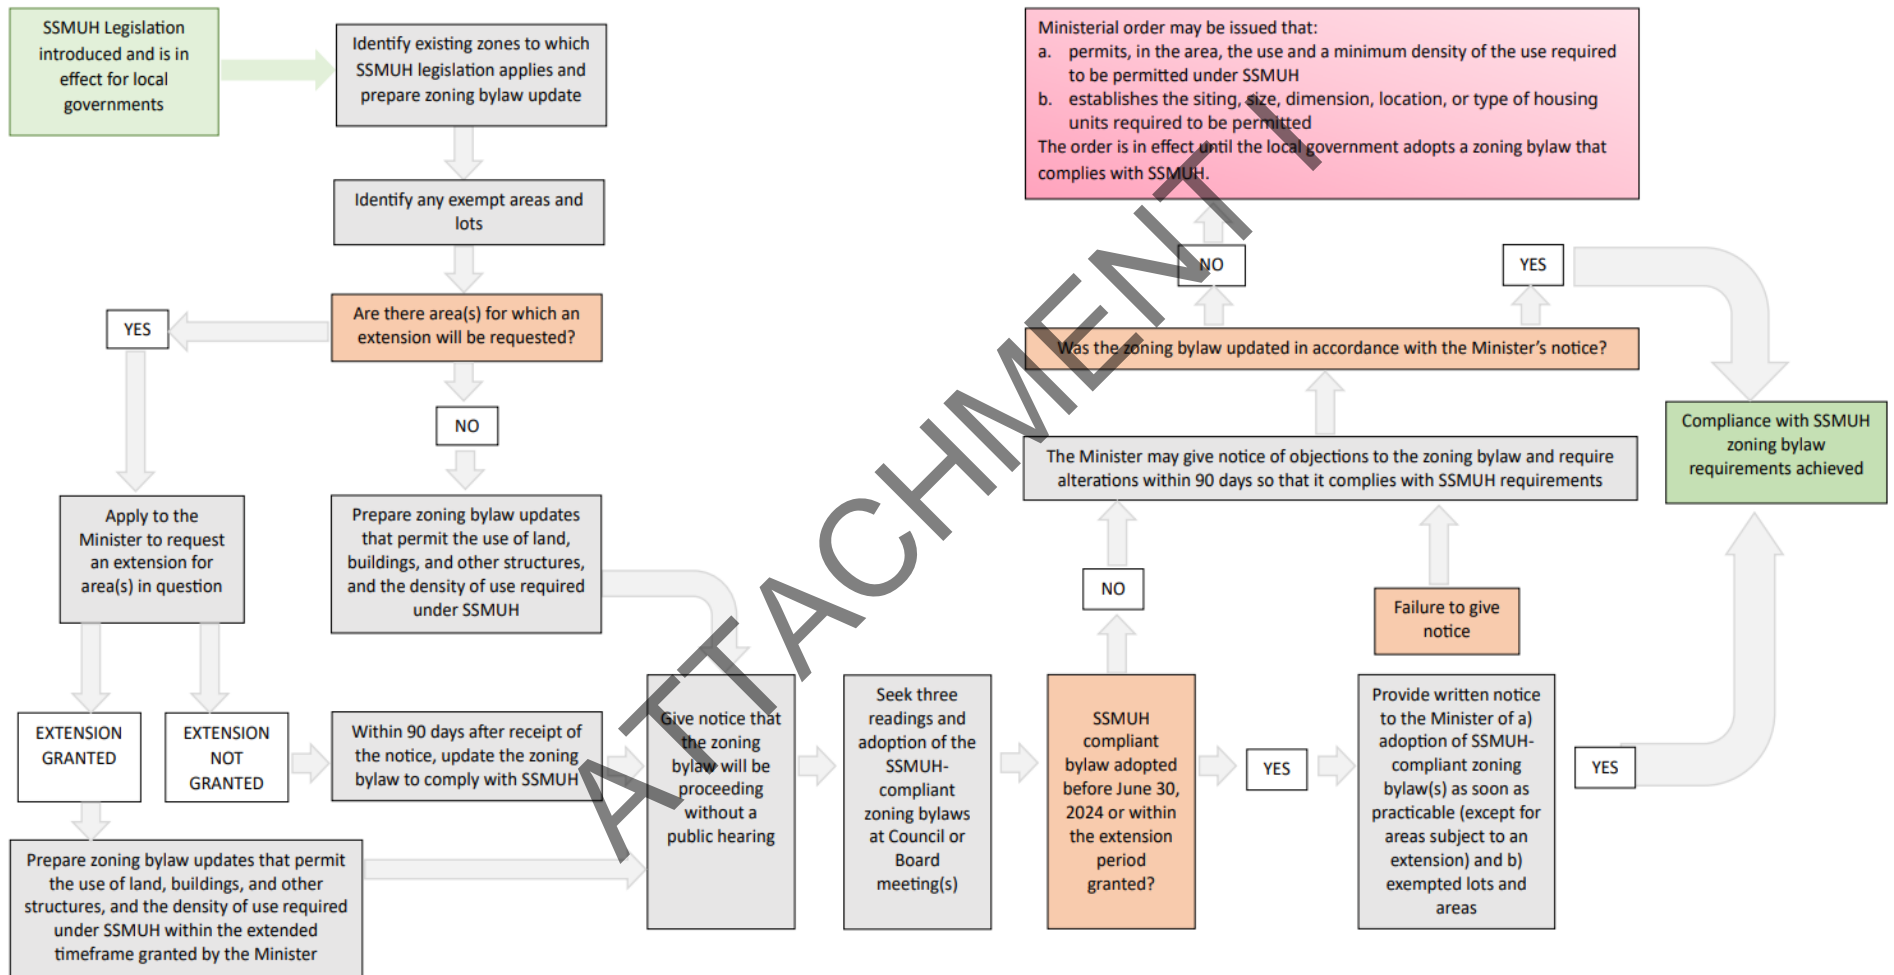 SSMUH Legislation
introduced and is in
effect for local
governments
Identify existing zones to which
SSMUH legislation applies and
prepare zoning bylaw update
Identify any exempt areas and
lots
Are there area(s) for which an
extension will be requested?
YES
NO
Apply to the
Minister to request
an extension for
area(s) in question
Prepare zoning bylaw updates
that permit the use of land,
buildings, and other structures,
and the density of use required
under SSMUH
EXTENSION
GRANTED
EXTENSION
NOT
GRANTED
Within 90 days after receipt of
the notice, update the zoning
bylaw to comply with SSMUH
Prepare zoning bylaw updates that permit
the use of land, buildings, and other
structures, and the density of use required
under SSMUH within the extended
timeframe granted by the Minister
Give notice that
the zoning
bylaw will be
proceeding
without a
public hearing
Seek three
readings and
adoption of the
SSMUH-
compliant
zoning bylaws
at Council or
Board
meeting(s)
SSMUH
compliant
bylaw adopted
before June 30,
2024 or within
the extension
period
granted?
NO
YES
Provide written notice
to the Minister of a)
adoption of SSMUH-
compliant zoning
bylaw(s) as soon as
practicable (except for
areas subject to an
extension) and b)
exempted lots and
areas
Failure to give
notice
YES
The Minister may give notice of objections to the zoning bylaw and require
alterations within 90 days so that it complies with SSMUH requirements
Was the zoning bylaw updated in accordance with the Minister's notice?
NO
YES
Ministerial order may be issued that:
a. permits, in the area, the use and a minimum density of the use required
to be permitted under SSMUH
b. establishes the siting, size, dimension, location, or type of housing
units required to be permitted
The order is in effect until the local government adopts a zoning bylaw that
complies with SSMUH.
Compliance with SSMUH
zoning bylaw
requirements achieved
ATTACHMENT I